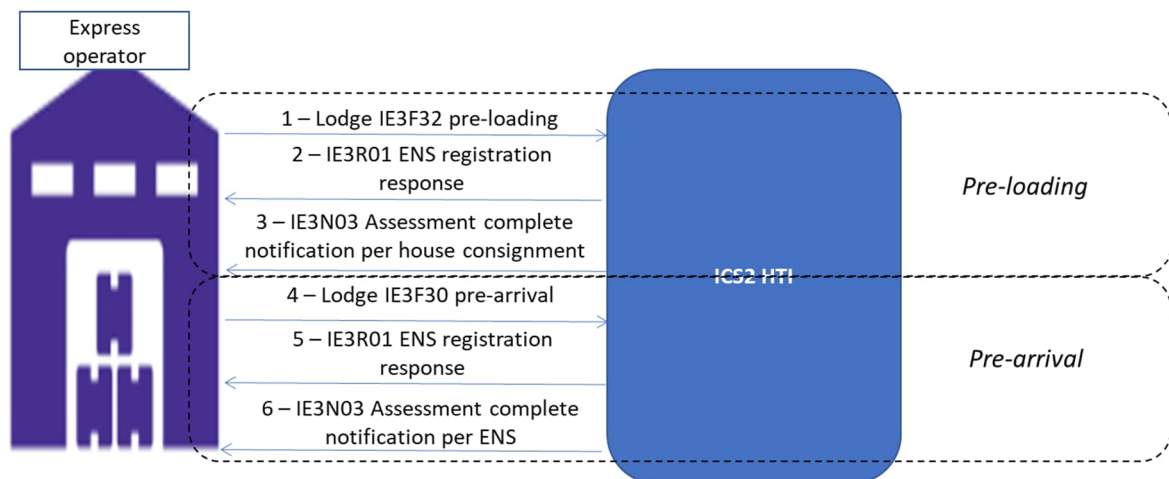 Express
operator
1 – Lodge IE3F32 pre-loading
2 – IE3R01 ENS registration
response
3 – IE3N03 Assessment complete
notification per house consignment
Pre-loading
ICS2 HTI
4 – Lodge IE3F30 pre-arrival
5 – IE3R01 ENS registration
response
6 – IE3N03 Assessment complete
notification per ENS
Pre-arrival